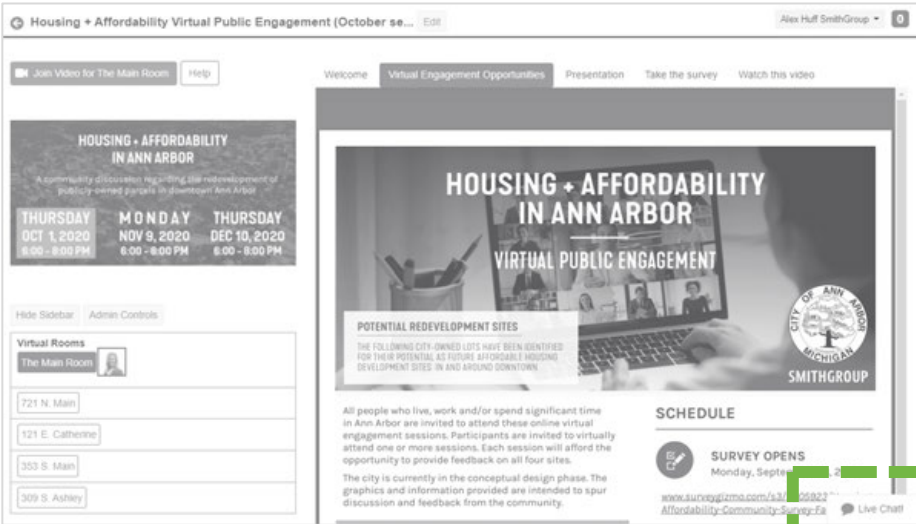 Housing + Affordability Virtual Public Engagement (October se... Edit
Alex Huff SmithGroup
0
Join Video for The Main Room
Help
Welcome
Virtual Engagement Opportunities
Presentation
Take the survey
Watch this video
HOUSING + AFFORDABILITY
IN ANN ARBOR
A community discussion regarding the redevelopment of
publicly-owned parcels in downtown Ann Arbor
THURSDAY
OCT 1, 2020
6:00 - 8:00 PM
MONDAY
NOV 9, 2020
6:00 - 8:00 PM
THURSDAY
DEC 10, 2020
6:00 - 8:00 PM
Hide Sidebar
Admin Controls
Virtual Rooms
The Main Room
721 N. Main
121 E. Catherine
353 S. Main
309 S. Ashley
HOUSING + AFFORDABILITY
IN ANN ARBOR
VIRTUAL PUBLIC ENGAGEMENT
POTENTIAL REDEVELOPMENT SITES
THE FOLLOWING CITY-OWNED LOTS HAVE BEEN IDENTIFIED
FOR THEIR POTENTIAL AS FUTURE AFFORDABLE HOUSING
DEVELOPMENT SITES IN AND AROUND DOWNTOWN.
CITY OF ANN ARBOR
MICHIGAN
SMITHGROUP
All people who live, work and/or spend significant time
in Ann Arbor are invited to attend these online virtual
engagement sessions. Participants are invited to virtually
attend one or more sessions. Each session will afford the
opportunity to provide feedback on all four sites.
The city is currently in the conceptual design phase. The
graphics and information provided are intended to spur
discussion and feedback from the community.
SCHEDULE
SURVEY OPENS
Monday,
www.surveygizmo.com/s3/
Affordability-Community-Survey-Fa
Live Chat!